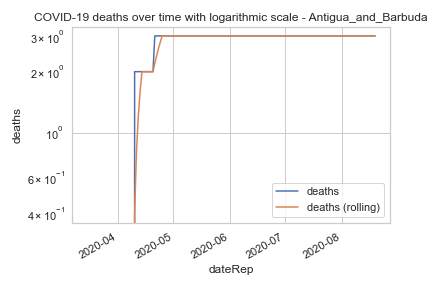 COVID-19 deaths over time with logarithmic scale - Antigua_and_Barbuda
3 × 10⁰
2 × 10⁰
10⁰
6 × 10⁻¹
4 × 10⁻¹
deaths
deaths
deaths (rolling)
2020-04
2020-05
2020-06
2020-07
2020-08
dateRep